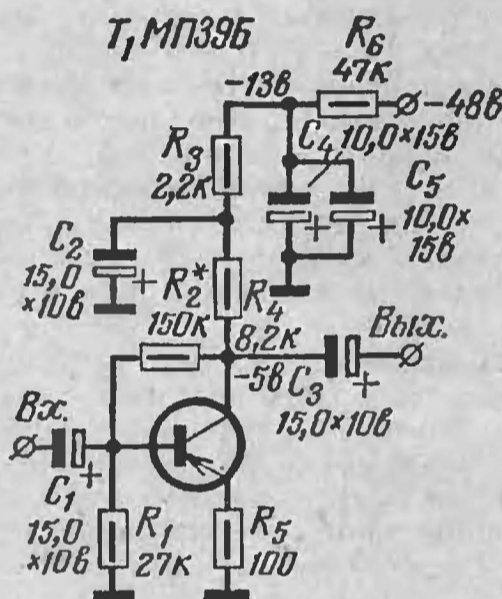 T₁ МП39Б
R₆
47к
-13в
-48в
R₃
2,2к
C₄ 10,0×15в
C₅
10,0×
15в
C₂
15,0
×10в
R₂*
150к
R₄
8,2к
-5в
C₃
15,0×10в
Вых.
Вх.
C₁
15,0
×10в
R₁
27к
R₅
100
+
+
+
+
+